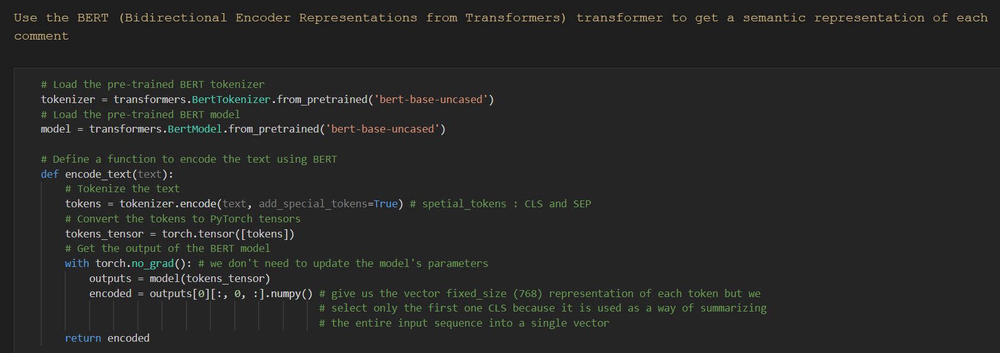 Use the BERT (Bidirectional Encoder Representations from Transformers) transformer to get a semantic representation of each
comment
# Load the pre-trained BERT tokenizer
tokenizer = transformers.BertTokenizer.from_pretrained('bert-base-uncased')
# Load the pre-trained BERT model
model = transformers.BertModel.from_pretrained('bert-base-uncased')
# Define a function to encode the text using BERT
def encode_text(text):
# Tokenize the text
tokens = tokenizer.encode(text, add_special_tokens=True) # spetial_tokens : CLS and SEP
# Convert the tokens to PyTorch tensors
tokens_tensor = torch.tensor([tokens])
# Get the output of the BERT model
with torch.no_grad(): # we don't need to update the model's parameters
outputs = model(tokens_tensor)
encoded = outputs[0][:, 0, :].numpy() # give us the vector fixed_size (768) representation of each token but we
# select only the first one CLS because it is used as a way of summarizing
# the entire input sequence into a single vector
return encoded